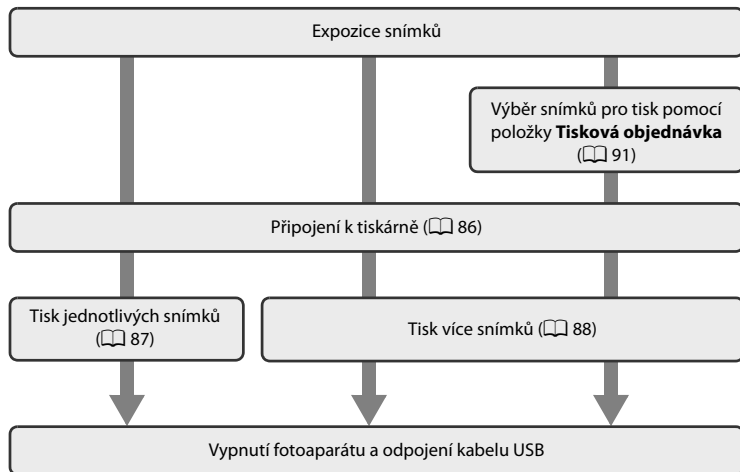 Expozice snímků
Výběr snímků pro tisk pomocí
položky Tisková objednávka
(📖 91)
Připojení k tiskárně (📖 86)
Tisk jednotlivých snímků
(📖 87)
Tisk více snímků (📖 88)
Vypnutí fotoaparátu a odpojení kabelu USB